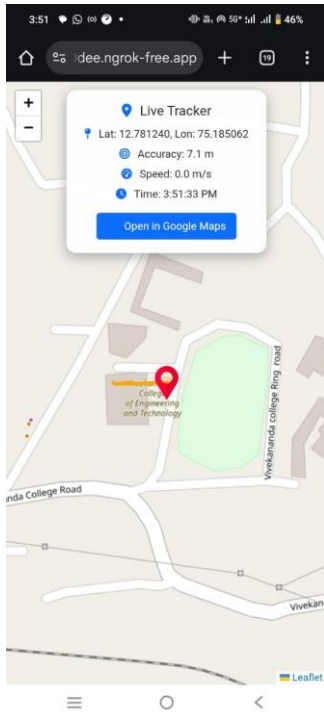 3:51
5G+
46%
dee.ngrok-free.app
19
+
−
Live Tracker
Lat: 12.781240, Lon: 75.185062
Accuracy: 7.1 m
Speed: 0.0 m/s
Time: 3:51:33 PM
Open in Google Maps
College
of Engineering
and Technology
Vivekananda college Ring road
nda College Road
Vivekan
Leaflet